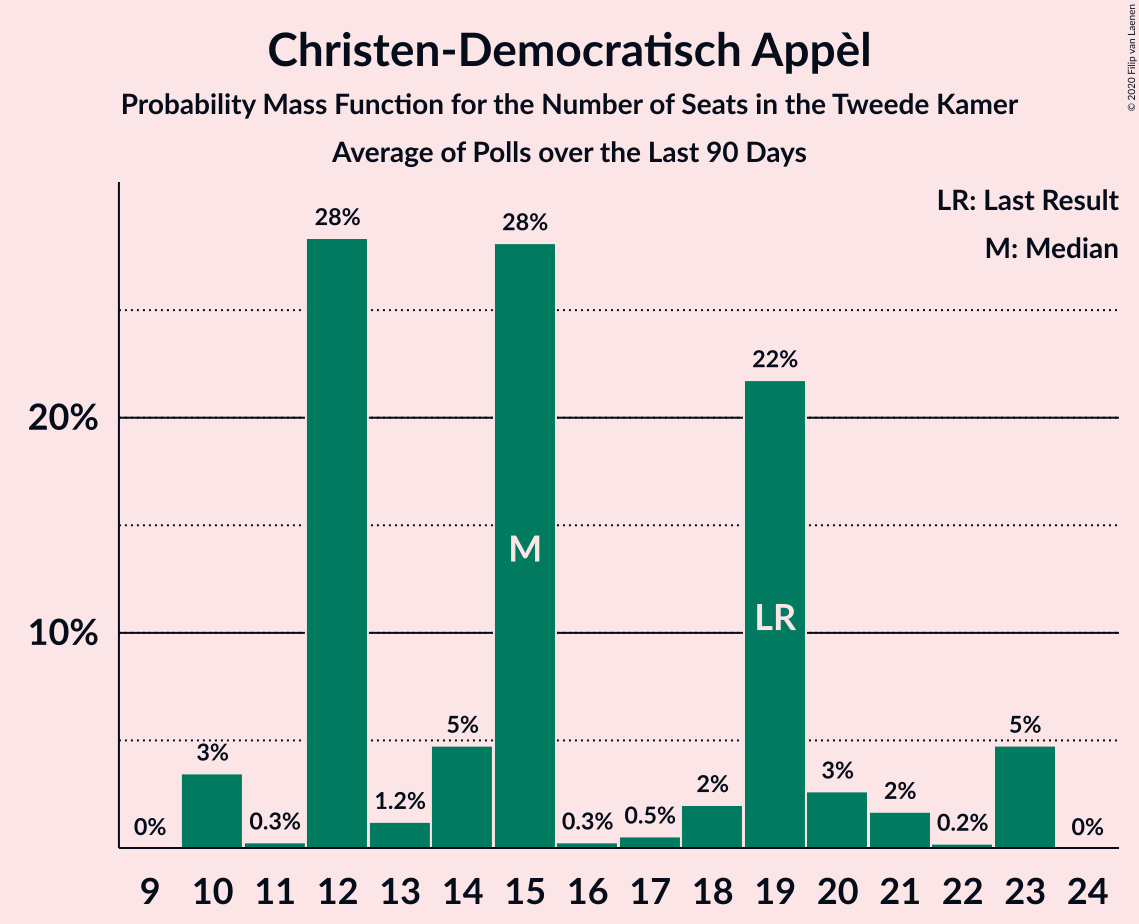 Christen-Democratisch Appèl
Probability Mass Function for the Number of Seats in the Tweede Kamer
Average of Polls over the Last 90 Days
© 2020 Filip van Laenen
LR: Last Result
M: Median
28%
28%
22%
20%
M
LR
10%
5%
5%
3%
3%
2%
2%
1.2%
0%
0.3%
0.3%
0.5%
0.2%
0%
9 10 11 12 13 14 15 16 17 18 19 20 21 22 23 24